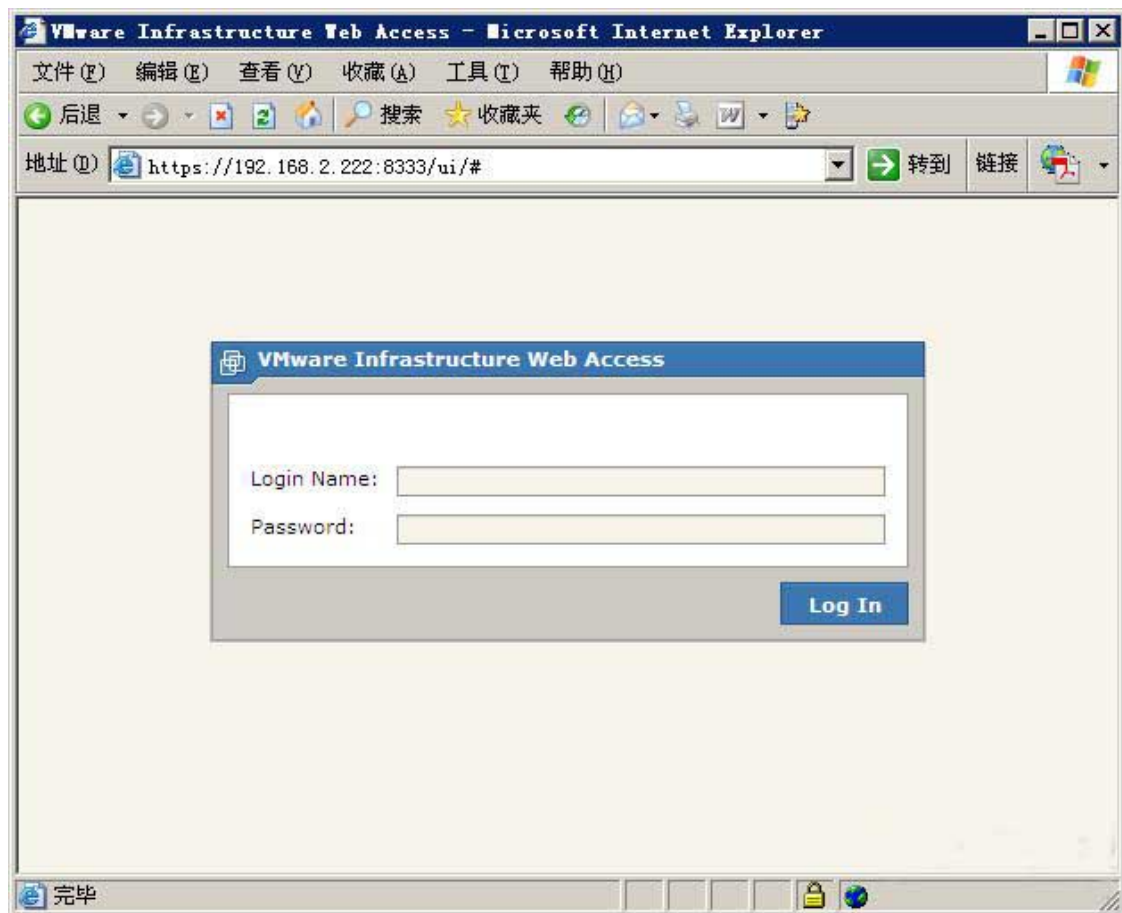 VMware Infrastructure Web Access - Microsoft Internet Explorer
文件(F) 编辑(E) 查看(V) 收藏(A) 工具(T) 帮助(H)
后退 搜索 收藏夹
地址(D) https://192.168.2.222:8333/ui/# 转到 链接
VMware Infrastructure Web Access
Login Name:
Password:
Log In
完毕